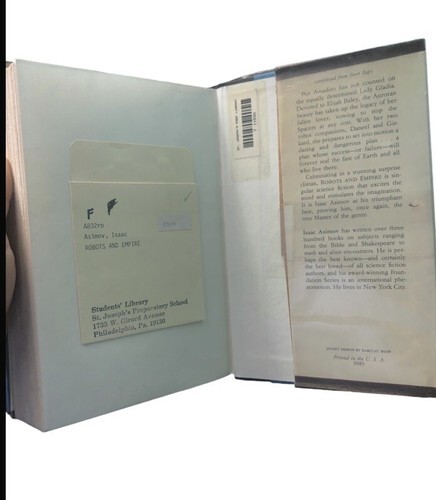 F
A832ro
Asimov, Isaac
ROBOTS AND EMPIRE
Students' Library
St. Joseph's Preparatory School
1733 W. Girard Avenue
Philadelphia, Pa. 19130
(continued from front flap)
But Amadiro has not counted on
the equally determined Lady Gladia.
Devoted to Elijah Baley, the Auroran
beauty has taken up the legacy of her
fallen lover, vowing to stop the
Spacers at any cost. With her two
robot companions, Daneel and Gis-
kard, she prepares to set into motion a
daring and dangerous plan . . . a
plan whose success—or failure—will
forever seal the fate of Earth and all
who live there.
Culminating in a stunning surprise
climax, ROBOTS AND EMPIRE is sin-
gular science fiction that excites the
mind and stimulates the imagination.
It is Isaac Asimov at his triumphant
best, proving him, once again, the
true Master of the genre.
Isaac Asimov has written over three
hundred books on subjects ranging
from the Bible and Shakespeare to
math and alien encounters. He is per-
haps the best known—and certainly
the best loved—of all science fiction
authors, and his award-winning Foun-
dation Series is an international phe-
nomenon. He lives in New York City.
JACKET DESIGN BY BARCLAY
Printed in the U. S. A.